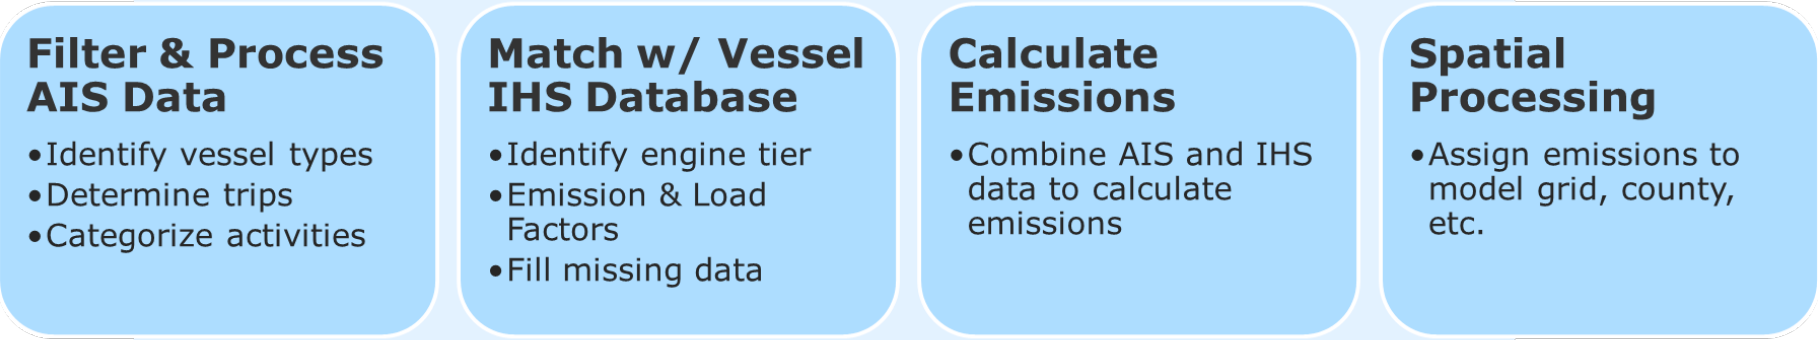 Filter & Process
AIS Data
•Identify vessel types
•Determine trips
•Categorize activities
Match w/ Vessel
IHS Database
•Identify engine tier
•Emission & Load
Factors
•Fill missing data
Calculate
Emissions
•Combine AIS and IHS
data to calculate
emissions
Spatial
Processing
•Assign emissions to
model grid, county,
etc.